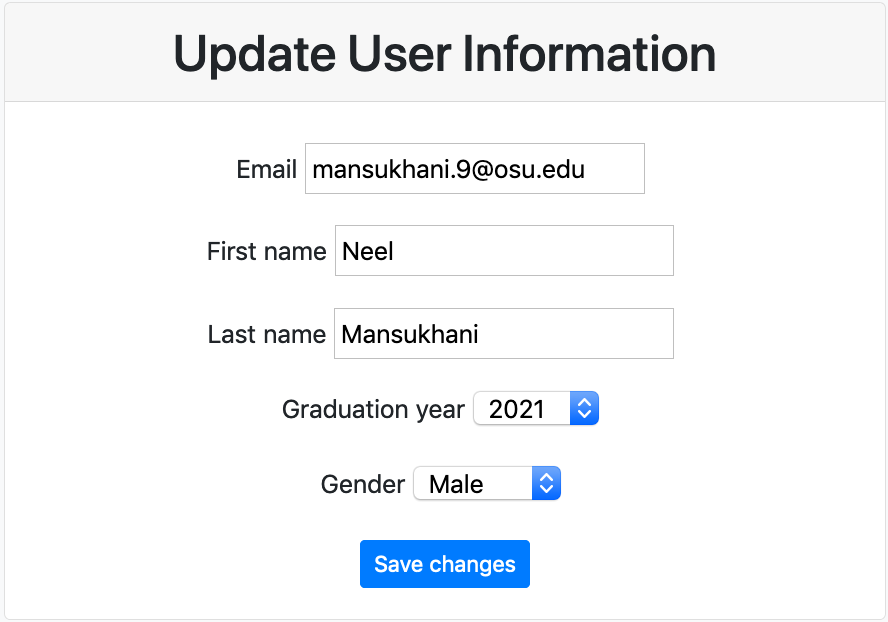 Update User Information
Email mansukhani.9@osu.edu
First name Neel
Last name Mansukhani
Graduation year 2021
Gender Male
Save changes